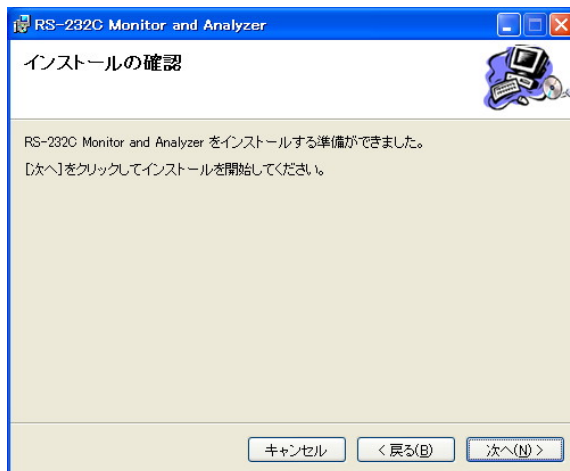 RS-232C Monitor and Analyzer
インストールの確認
RS-232C Monitor and Analyzer をインストールする準備ができました。
[次へ]をクリックしてインストールを開始してください。
キャンセル < 戻る(B) 次へ(N) >